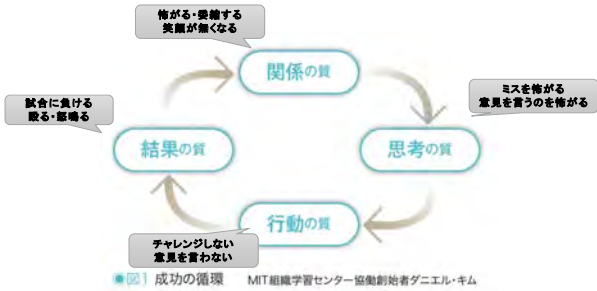 怖がる・委縮する
笑顔が無くなる
関係の質
ミスを怖がる
意見を言うのを怖がる
試合に負ける
殴る・怒鳴る
結果の質
思考の質
行動の質
チャレンジしない
意見を言わない
●図1 成功の循環 MIT組織学習センター協働創始者ダニエル・キム